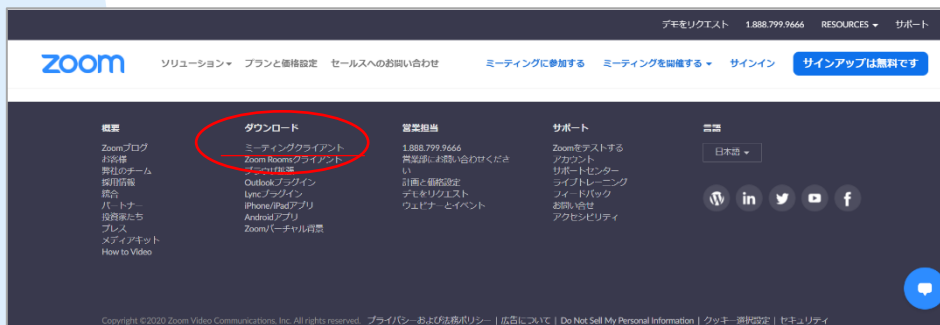 デモをリクエスト 1.888.799.9666 RESOURCES サポート
zoom ソリューション プランと価格設定 セールスへのお問い合わせ ミーティングに参加する ミーティングを開催する サインイン サインアップは無料です
概要
Zoomブログ
お客様
弊社のチーム
採用情報
統合
パートナー
投資家たち
プレス
メディアキット
How to Video
ダウンロード
ミーティングクライアント
Zoom Roomsクライアント
ブラウザ拡張
Outlookプラグイン
Lyncプラグイン
iPhone/iPadアプリ
Androidアプリ
Zoomバーチャル背景
営業担当
1.888.799.9666
営業部にお問い合わせくださ
い
計画と価格設定
デモをリクエスト
ウェビナーとイベント
サポート
Zoomをテストする
アカウント
サポートセンター
ライブトレーニング
フィードバック
お問い合せ
アクセシビリティ
言語
日本語
Copyright ©2020 Zoom Video Communications, Inc. All rights reserved. プライバシーおよび法務ポリシー | 広告について | Do Not Sell My Personal Information | クッキー選択設定 | セキュリティ